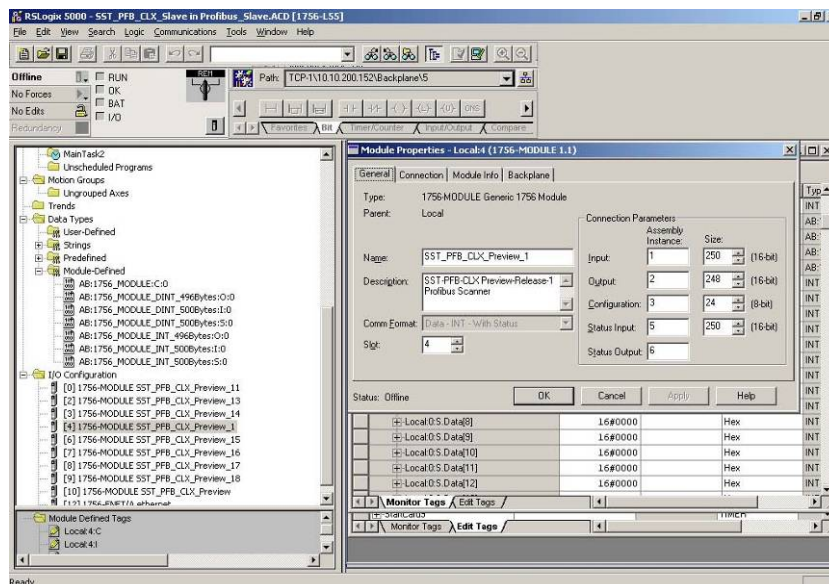 RSLogix 5000 - SST_PFB_CLX_Slave in Profibus_Slave.ACD [1756-L55]
File Edit View Search Logic Communications Tools Window Help
Offline
RUN
No Forces
OK
No Edits
BAT
Redundancy
I/O
REM
Path: TCP-1\10.10.200.152\Backplane\5
Favorites Bit Timer/Counter Input/Output Compare
MainTask2
Unscheduled Programs
Motion Groups
Ungrouped Axes
Trends
Data Types
User-Defined
Strings
Predefined
Module-Defined
AB:1756_MODULE:C:0
AB:1756_MODULE_DINT_496Bytes:O:0
AB:1756_MODULE_DINT_500Bytes:I:0
AB:1756_MODULE_DINT_500Bytes:S:0
AB:1756_MODULE_INT_496Bytes:O:0
AB:1756_MODULE_INT_500Bytes:I:0
AB:1756_MODULE_INT_500Bytes:S:0
I/O Configuration
[0] 1756-MODULE SST_PFB_CLX_Preview_11
[2] 1756-MODULE SST_PFB_CLX_Preview_13
[3] 1756-MODULE SST_PFB_CLX_Preview_14
[4] 1756-MODULE SST_PFB_CLX_Preview_1
[6] 1756-MODULE SST_PFB_CLX_Preview_15
[7] 1756-MODULE SST_PFB_CLX_Preview_16
[8] 1756-MODULE SST_PFB_CLX_Preview_17
[9] 1756-MODULE SST_PFB_CLX_Preview_18
[10] 1756-MODULE SST_PFB_CLX_Preview
Module Defined Tags
Local:4:C
Local:4:I
Module Properties - Local:4 (1756-MODULE 1.1)
General Connection Module Info Backplane
Type: 1756-MODULE Generic 1756 Module
Parent: Local
Name: SST_PFB_CLX_Preview_1
Description: SST-PFB-CLX Preview-Release-1
Profibus Scanner
Comm Format: Data - INT - With Status
Slot: 4
Connection Parameters
Assembly
Instance: Size:
Input: 1 250 (16-bit)
Output: 2 248 (16-bit)
Configuration: 3 24 (8-bit)
Status Input: 5 250 (16-bit)
Status Output: 6
Status: Offline
OK Cancel Apply Help
Local:0:S.Data[8] 16#0000 Hex INT
Local:0:S.Data[9] 16#0000 Hex INT
Local:0:S.Data[10] 16#0000 Hex INT
Local:0:S.Data[11] 16#0000 Hex INT
Local:0:S.Data[12] 16#0000 Hex INT
Monitor Tags Edit Tags
Monitor Tags Edit Tags
Ready